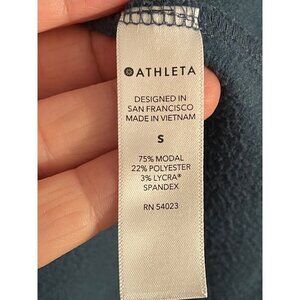 ATHLETA
DESIGNED IN
SAN FRANCISCO
MADE IN VIETNAM
S
75% MODAL
22% POLYESTER
3% LYCRA®
SPANDEX
RN 54023